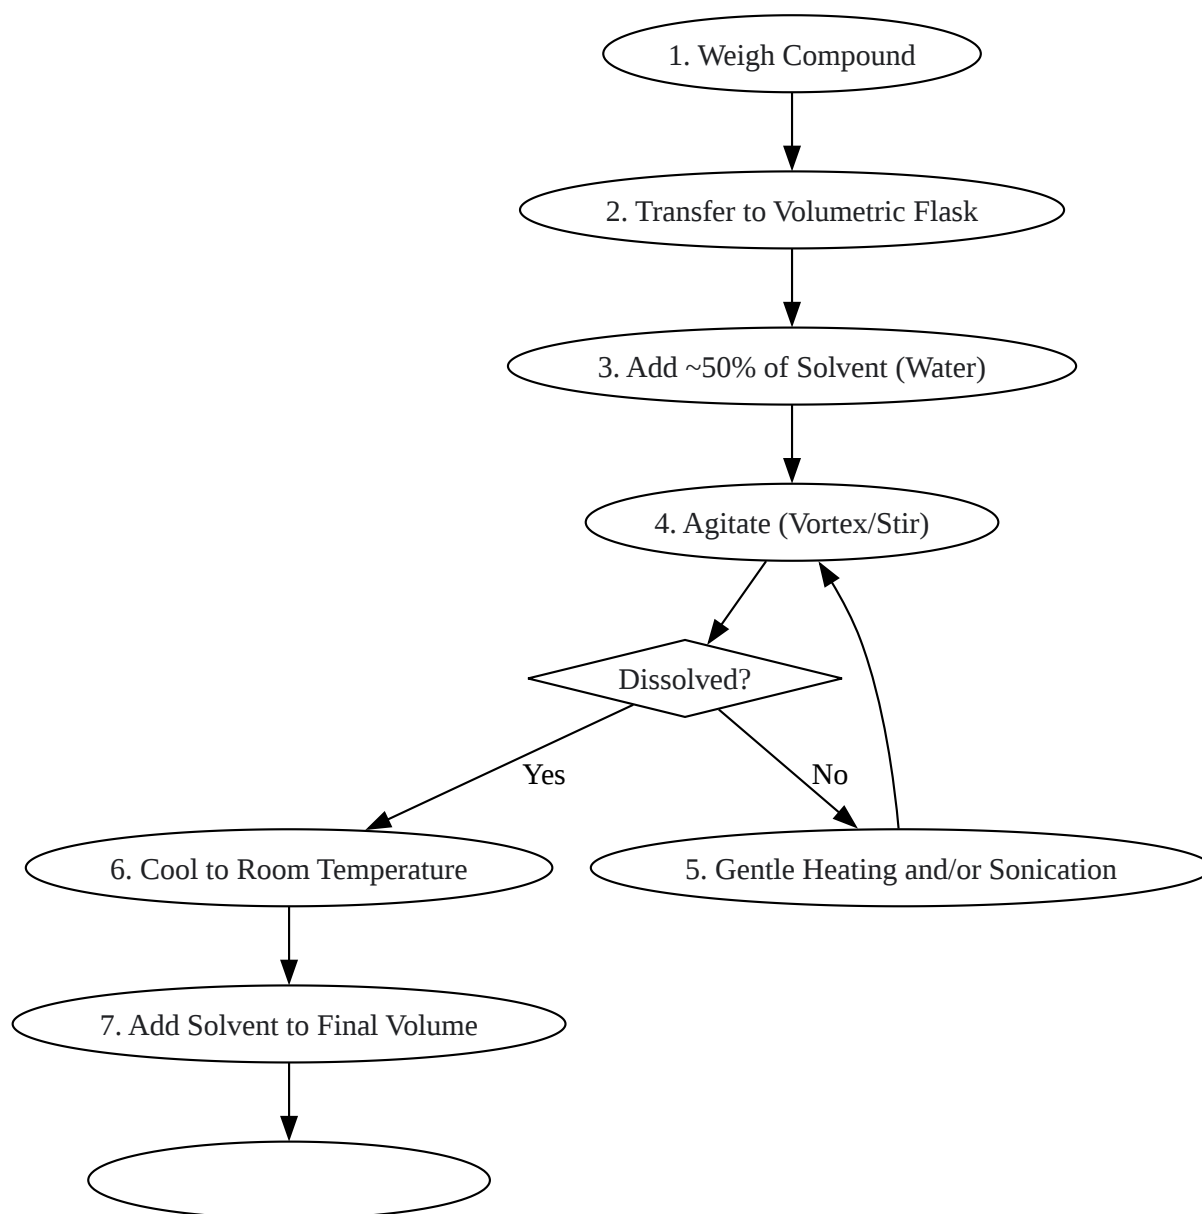 1. Weigh Compound
2. Transfer to Volumetric Flask
3. Add ~50% of Solvent (Water)
4. Agitate (Vortex/Stir)
Dissolved?
Yes
No
6. Cool to Room Temperature
5. Gentle Heating and/or Sonication
7. Add Solvent to Final Volume